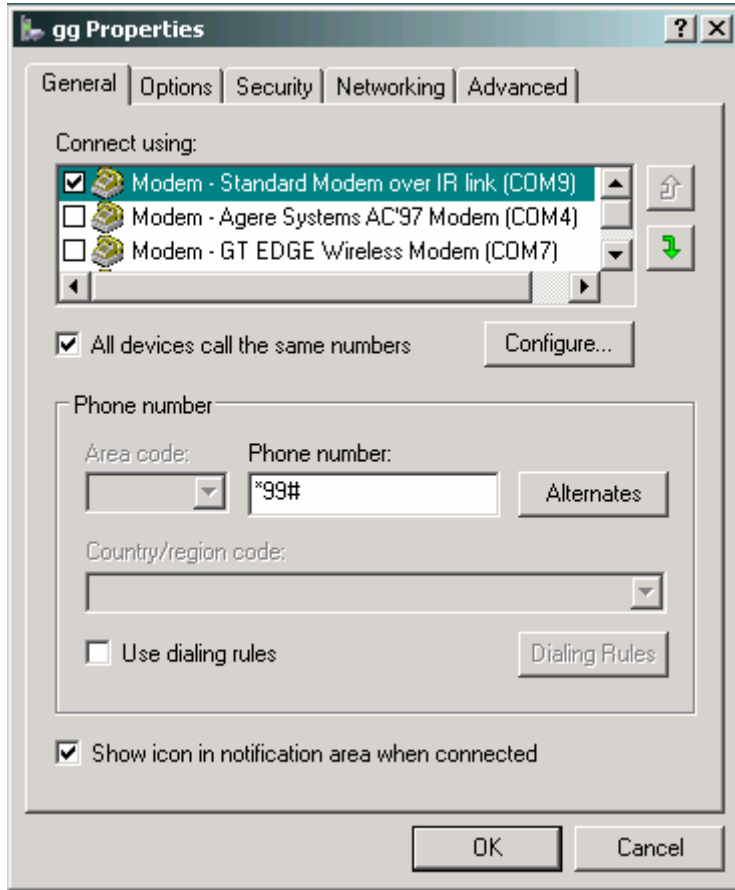 gg Properties
General Options Security Networking Advanced
Connect using:
Modem - Standard Modem over IR link (COM9)
Modem - Agere Systems AC'97 Modem (COM4)
Modem - GT EDGE Wireless Modem (COM7)
All devices call the same numbers
Configure...
Phone number
Area code: Phone number:
*99#
Alternates
Country/region code:
Use dialing rules
Dialing Rules
Show icon in notification area when connected
OK Cancel